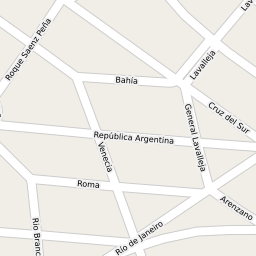 Roque Saenz Peña
Lavalleja
Bahía
Cruz del Sur
General Lavalleja
República Argentina
Venecia
Roma
Arenzano
Río Branc
Río de Janeiro